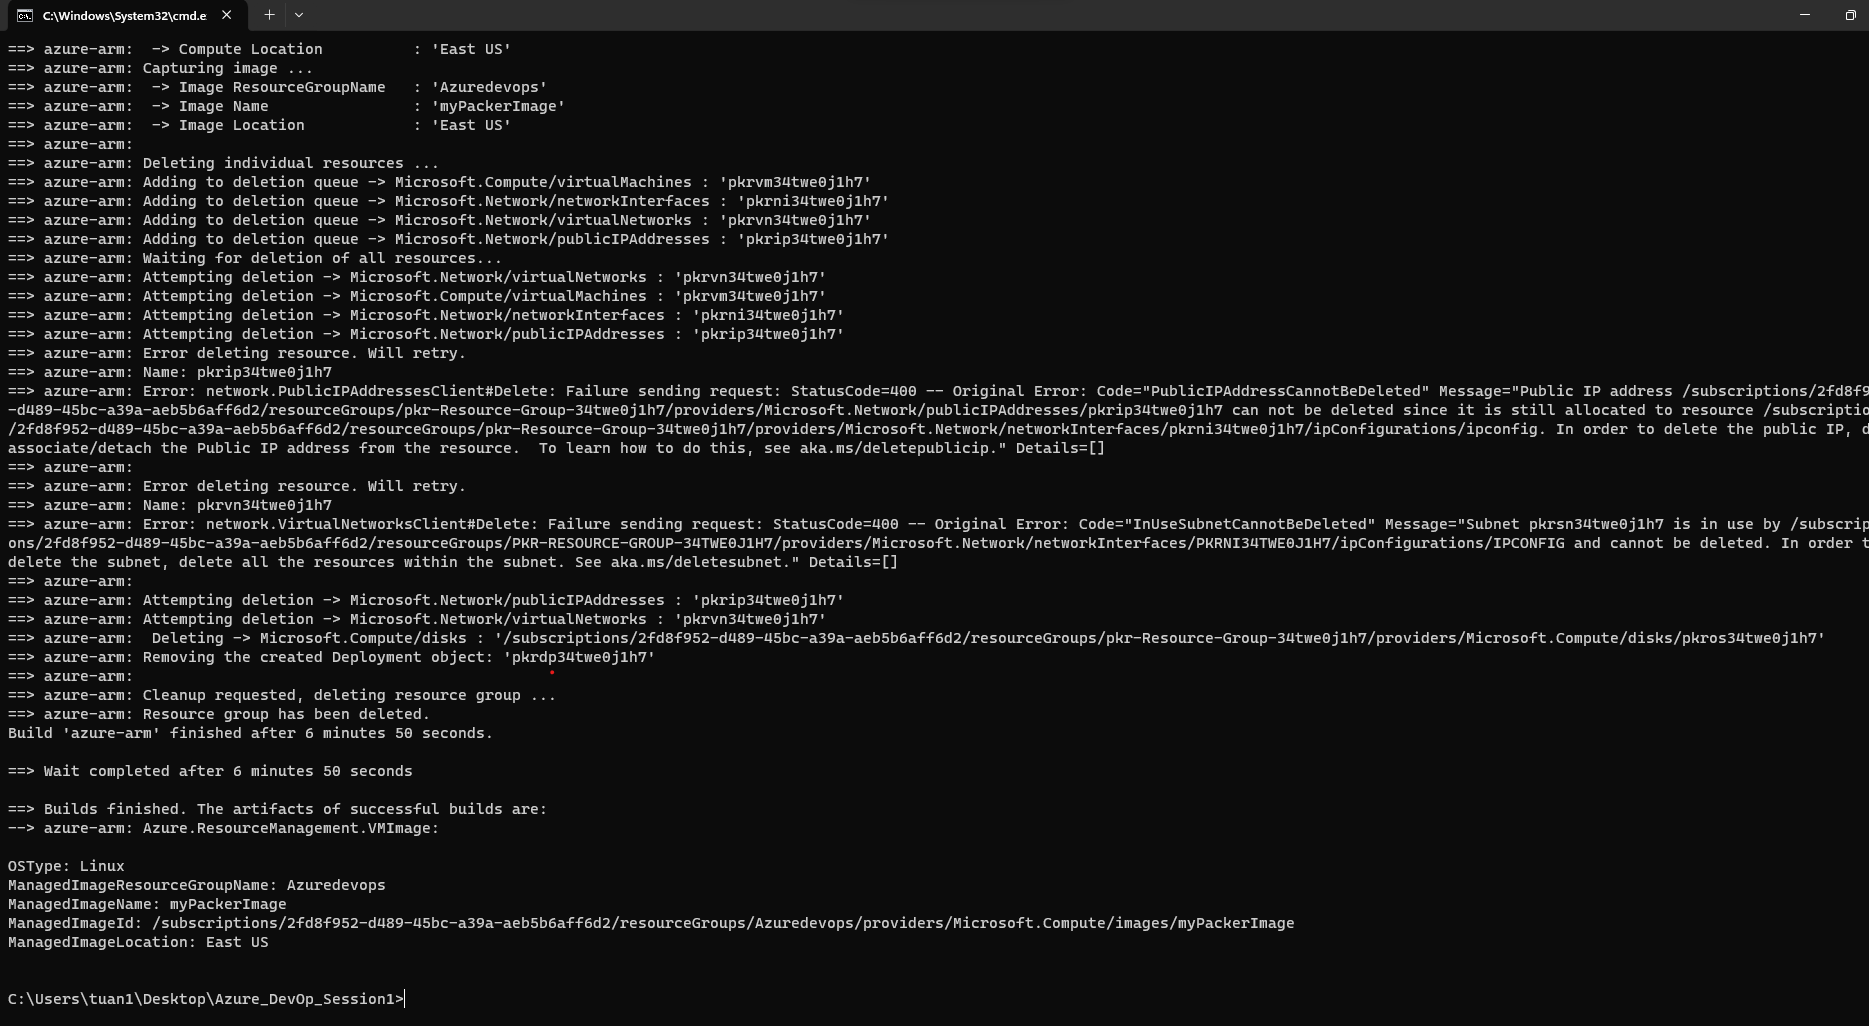 C:\Windows\System32\cmd.e
==> azure-arm:  -> Compute Location          : 'East US'
==> azure-arm: Capturing image ...
==> azure-arm:  -> Image ResourceGroupName   : 'Azuredevops'
==> azure-arm:  -> Image Name                : 'myPackerImage'
==> azure-arm:  -> Image Location            : 'East US'
==> azure-arm:
==> azure-arm: Deleting individual resources ...
==> azure-arm: Adding to deletion queue -> Microsoft.Compute/virtualMachines : 'pkrvm34twe0j1h7'
==> azure-arm: Adding to deletion queue -> Microsoft.Network/networkInterfaces : 'pkrni34twe0j1h7'
==> azure-arm: Adding to deletion queue -> Microsoft.Network/virtualNetworks : 'pkrvn34twe0j1h7'
==> azure-arm: Adding to deletion queue -> Microsoft.Network/publicIPAddresses : 'pkrip34twe0j1h7'
==> azure-arm: Waiting for deletion of all resources...
==> azure-arm: Attempting deletion -> Microsoft.Network/virtualNetworks : 'pkrvn34twe0j1h7'
==> azure-arm: Attempting deletion -> Microsoft.Compute/virtualMachines : 'pkrvm34twe0j1h7'
==> azure-arm: Attempting deletion -> Microsoft.Network/networkInterfaces : 'pkrni34twe0j1h7'
==> azure-arm: Attempting deletion -> Microsoft.Network/publicIPAddresses : 'pkrip34twe0j1h7'
==> azure-arm: Error deleting resource. Will retry.
==> azure-arm: Name: pkrip34twe0j1h7
==> azure-arm: Error: network.PublicIPAddressesClient#Delete: Failure sending request: StatusCode=400 -- Original Error: Code="PublicIPAddressCannotBeDeleted" Message="Public IP address /subscriptions/2fd8f9
-d489-45bc-a39a-aeb5b6aff6d2/resourceGroups/pkr-Resource-Group-34twe0j1h7/providers/Microsoft.Network/publicIPAddresses/pkrip34twe0j1h7 can not be deleted since it is still allocated to resource /subscriptio
/2fd8f952-d489-45bc-a39a-aeb5b6aff6d2/resourceGroups/pkr-Resource-Group-34twe0j1h7/providers/Microsoft.Network/networkInterfaces/pkrni34twe0j1h7/ipConfigurations/ipconfig. In order to delete the public IP, d
associate/detach the Public IP address from the resource.  To learn how to do this, see aka.ms/deletepublicip." Details=[]
==> azure-arm:
==> azure-arm: Error deleting resource. Will retry.
==> azure-arm: Name: pkrvn34twe0j1h7
==> azure-arm: Error: network.VirtualNetworksClient#Delete: Failure sending request: StatusCode=400 -- Original Error: Code="InUseSubnetCannotBeDeleted" Message="Subnet pkrsn34twe0j1h7 is in use by /subscrip
ons/2fd8f952-d489-45bc-a39a-aeb5b6aff6d2/resourceGroups/PKR-RESOURCE-GROUP-34TWE0J1H7/providers/Microsoft.Network/networkInterfaces/PKRNI34TWE0J1H7/ipConfigurations/IPCONFIG and cannot be deleted. In order t
delete the subnet, delete all the resources within the subnet. See aka.ms/deletesubnet." Details=[]
==> azure-arm:
==> azure-arm: Attempting deletion -> Microsoft.Network/publicIPAddresses : 'pkrip34twe0j1h7'
==> azure-arm: Attempting deletion -> Microsoft.Network/virtualNetworks : 'pkrvn34twe0j1h7'
==> azure-arm:  Deleting -> Microsoft.Compute/disks : '/subscriptions/2fd8f952-d489-45bc-a39a-aeb5b6aff6d2/resourceGroups/pkr-Resource-Group-34twe0j1h7/providers/Microsoft.Compute/disks/pkros34twe0j1h7'
==> azure-arm: Removing the created Deployment object: 'pkrdp34twe0j1h7'
==> azure-arm:
==> azure-arm: Cleanup requested, deleting resource group ...
==> azure-arm: Resource group has been deleted.
Build 'azure-arm' finished after 6 minutes 50 seconds.
==> Wait completed after 6 minutes 50 seconds
==> Builds finished. The artifacts of successful builds are:
--> azure-arm: Azure.ResourceManagement.VMImage:
OSType: Linux
ManagedImageResourceGroupName: Azuredevops
ManagedImageName: myPackerImage
ManagedImageId: /subscriptions/2fd8f952-d489-45bc-a39a-aeb5b6aff6d2/resourceGroups/Azuredevops/providers/Microsoft.Compute/images/myPackerImage
ManagedImageLocation: East US
C:\Users\tuan1\Desktop\Azure_DevOp_Session1>